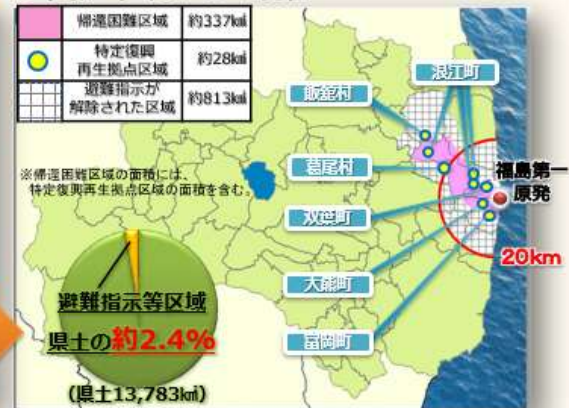 帰還困難区域 約337㎢
特定復興
再生拠点区域 約28㎢
避難指示が
解除された区域 約813㎢
※帰還困難区域の面積には、
特定復興再生拠点区域の面積を含む。
浪江町
飯舘村
葛尾村
双葉町
大熊町
富岡町
福島第一
原発
20km
避難指示等区域
県土の約2.4%
(県土13,783㎢)